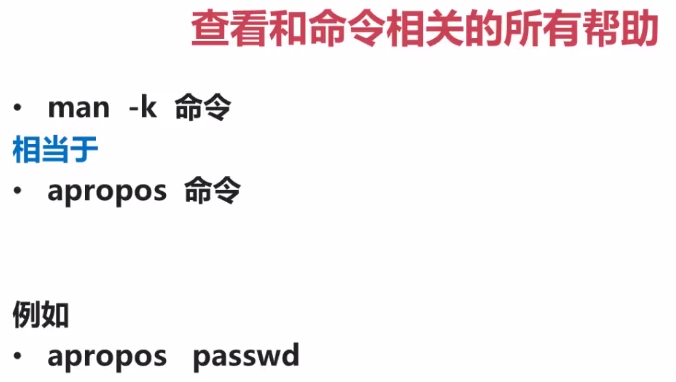 查看和命令相关的所有帮助
• man -k 命令
相当于
• apropos 命令
例如
• apropos passwd